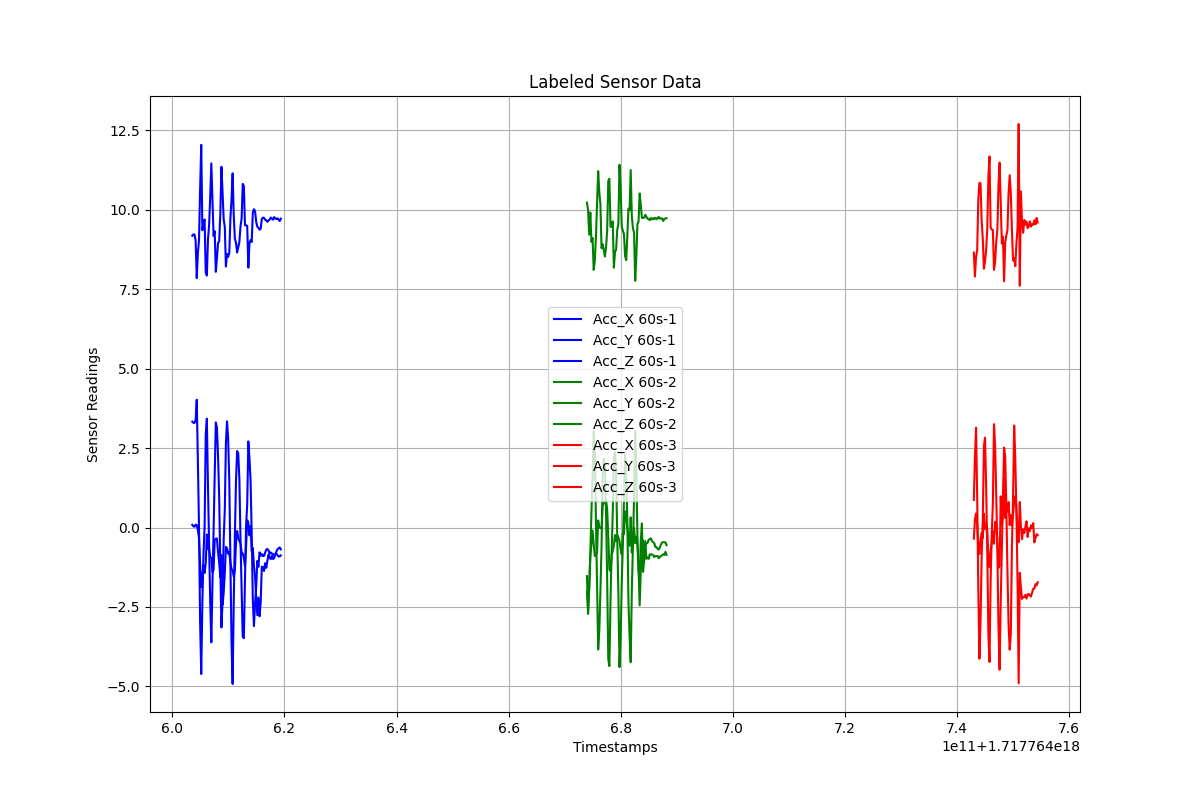 Labeled Sensor Data
Sensor Readings
12.5
10.0
7.5
5.0
2.5
0.0
−2.5
−5.0
Acc_X 60s-1
Acc_Y 60s-1
Acc_Z 60s-1
Acc_X 60s-2
Acc_Y 60s-2
Acc_Z 60s-2
Acc_X 60s-3
Acc_Y 60s-3
Acc_Z 60s-3
6.0 6.2 6.4 6.6 6.8 7.0 7.2 7.4 7.6
Timestamps
1e11+1.717764e18